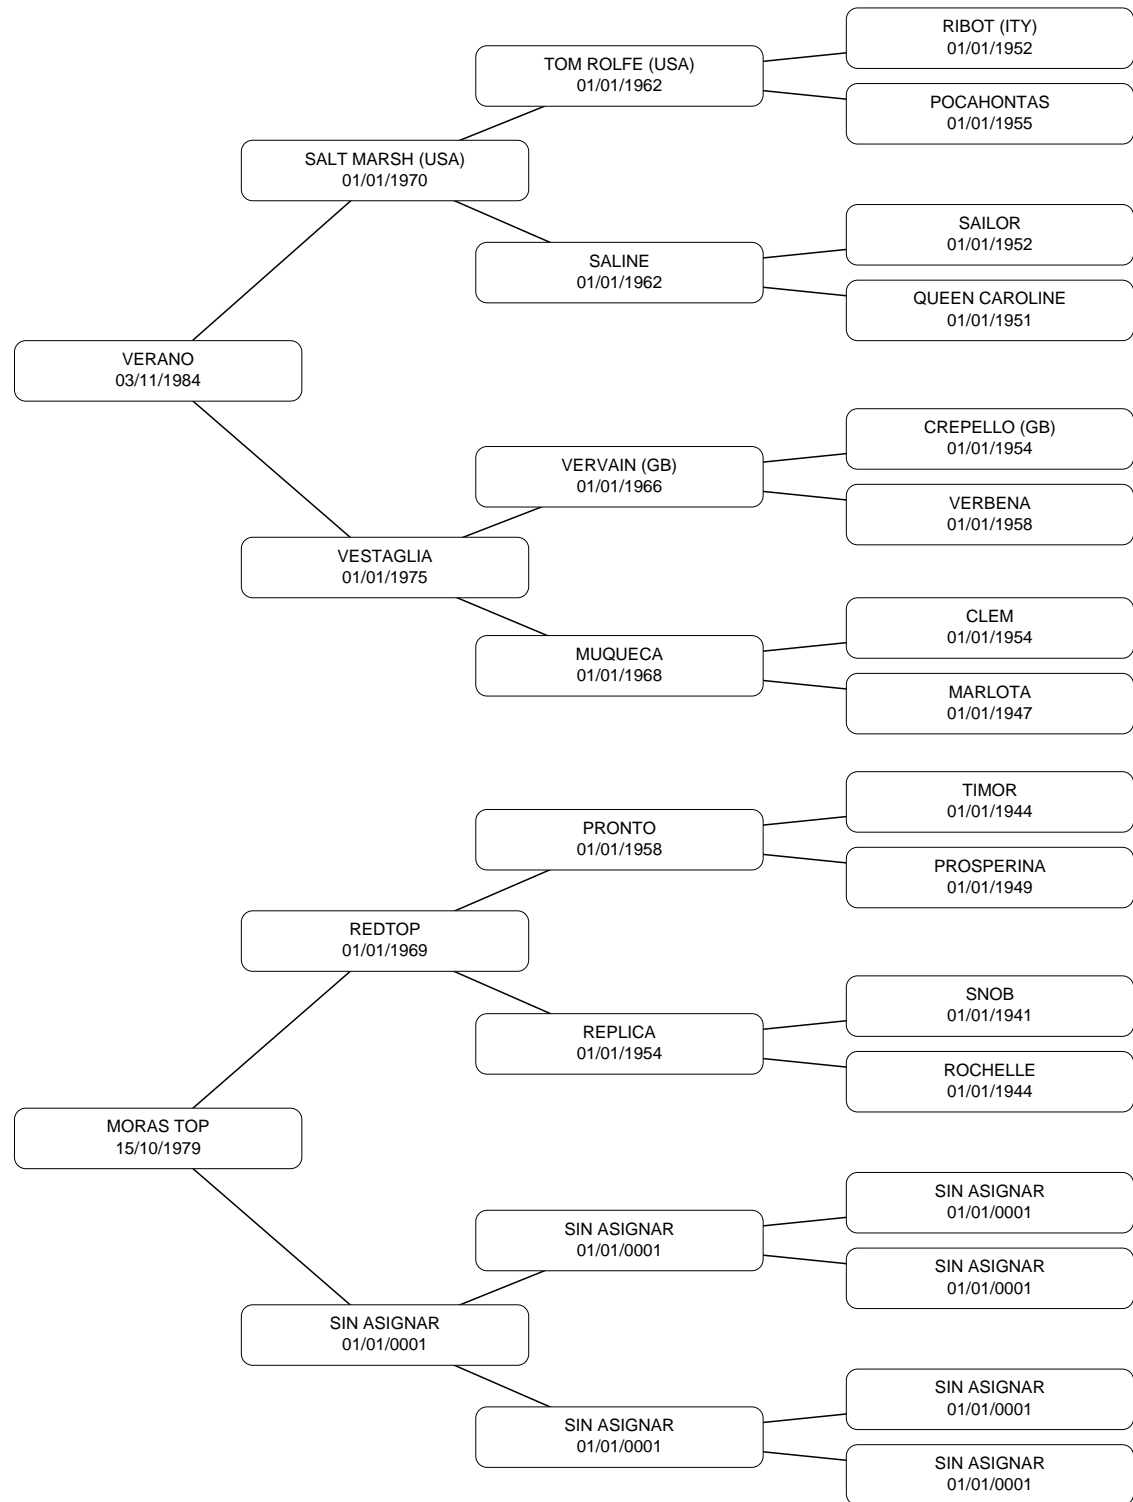 RIBOT (ITY)
01/01/1952
TOM ROLFE (USA)
01/01/1962
POCAHONTAS
01/01/1955
SALT MARSH (USA)
01/01/1970
SAILOR
01/01/1952
SALINE
01/01/1962
QUEEN CAROLINE
01/01/1951
VERANO
03/11/1984
CREPELLO (GB)
01/01/1954
VERVAIN (GB)
01/01/1966
VERBENA
01/01/1958
VESTAGLIA
01/01/1975
CLEM
01/01/1954
MUQUECA
01/01/1968
MARLOTA
01/01/1947
TIMOR
01/01/1944
PRONTO
01/01/1958
PROSPERINA
01/01/1949
REDTOP
01/01/1969
SNOB
01/01/1941
REPLICA
01/01/1954
ROCHELLE
01/01/1944
MORAS TOP
15/10/1979
SIN ASIGNAR
01/01/0001
SIN ASIGNAR
01/01/0001
SIN ASIGNAR
01/01/0001
SIN ASIGNAR
01/01/0001
SIN ASIGNAR
01/01/0001
SIN ASIGNAR
01/01/0001
SIN ASIGNAR
01/01/0001